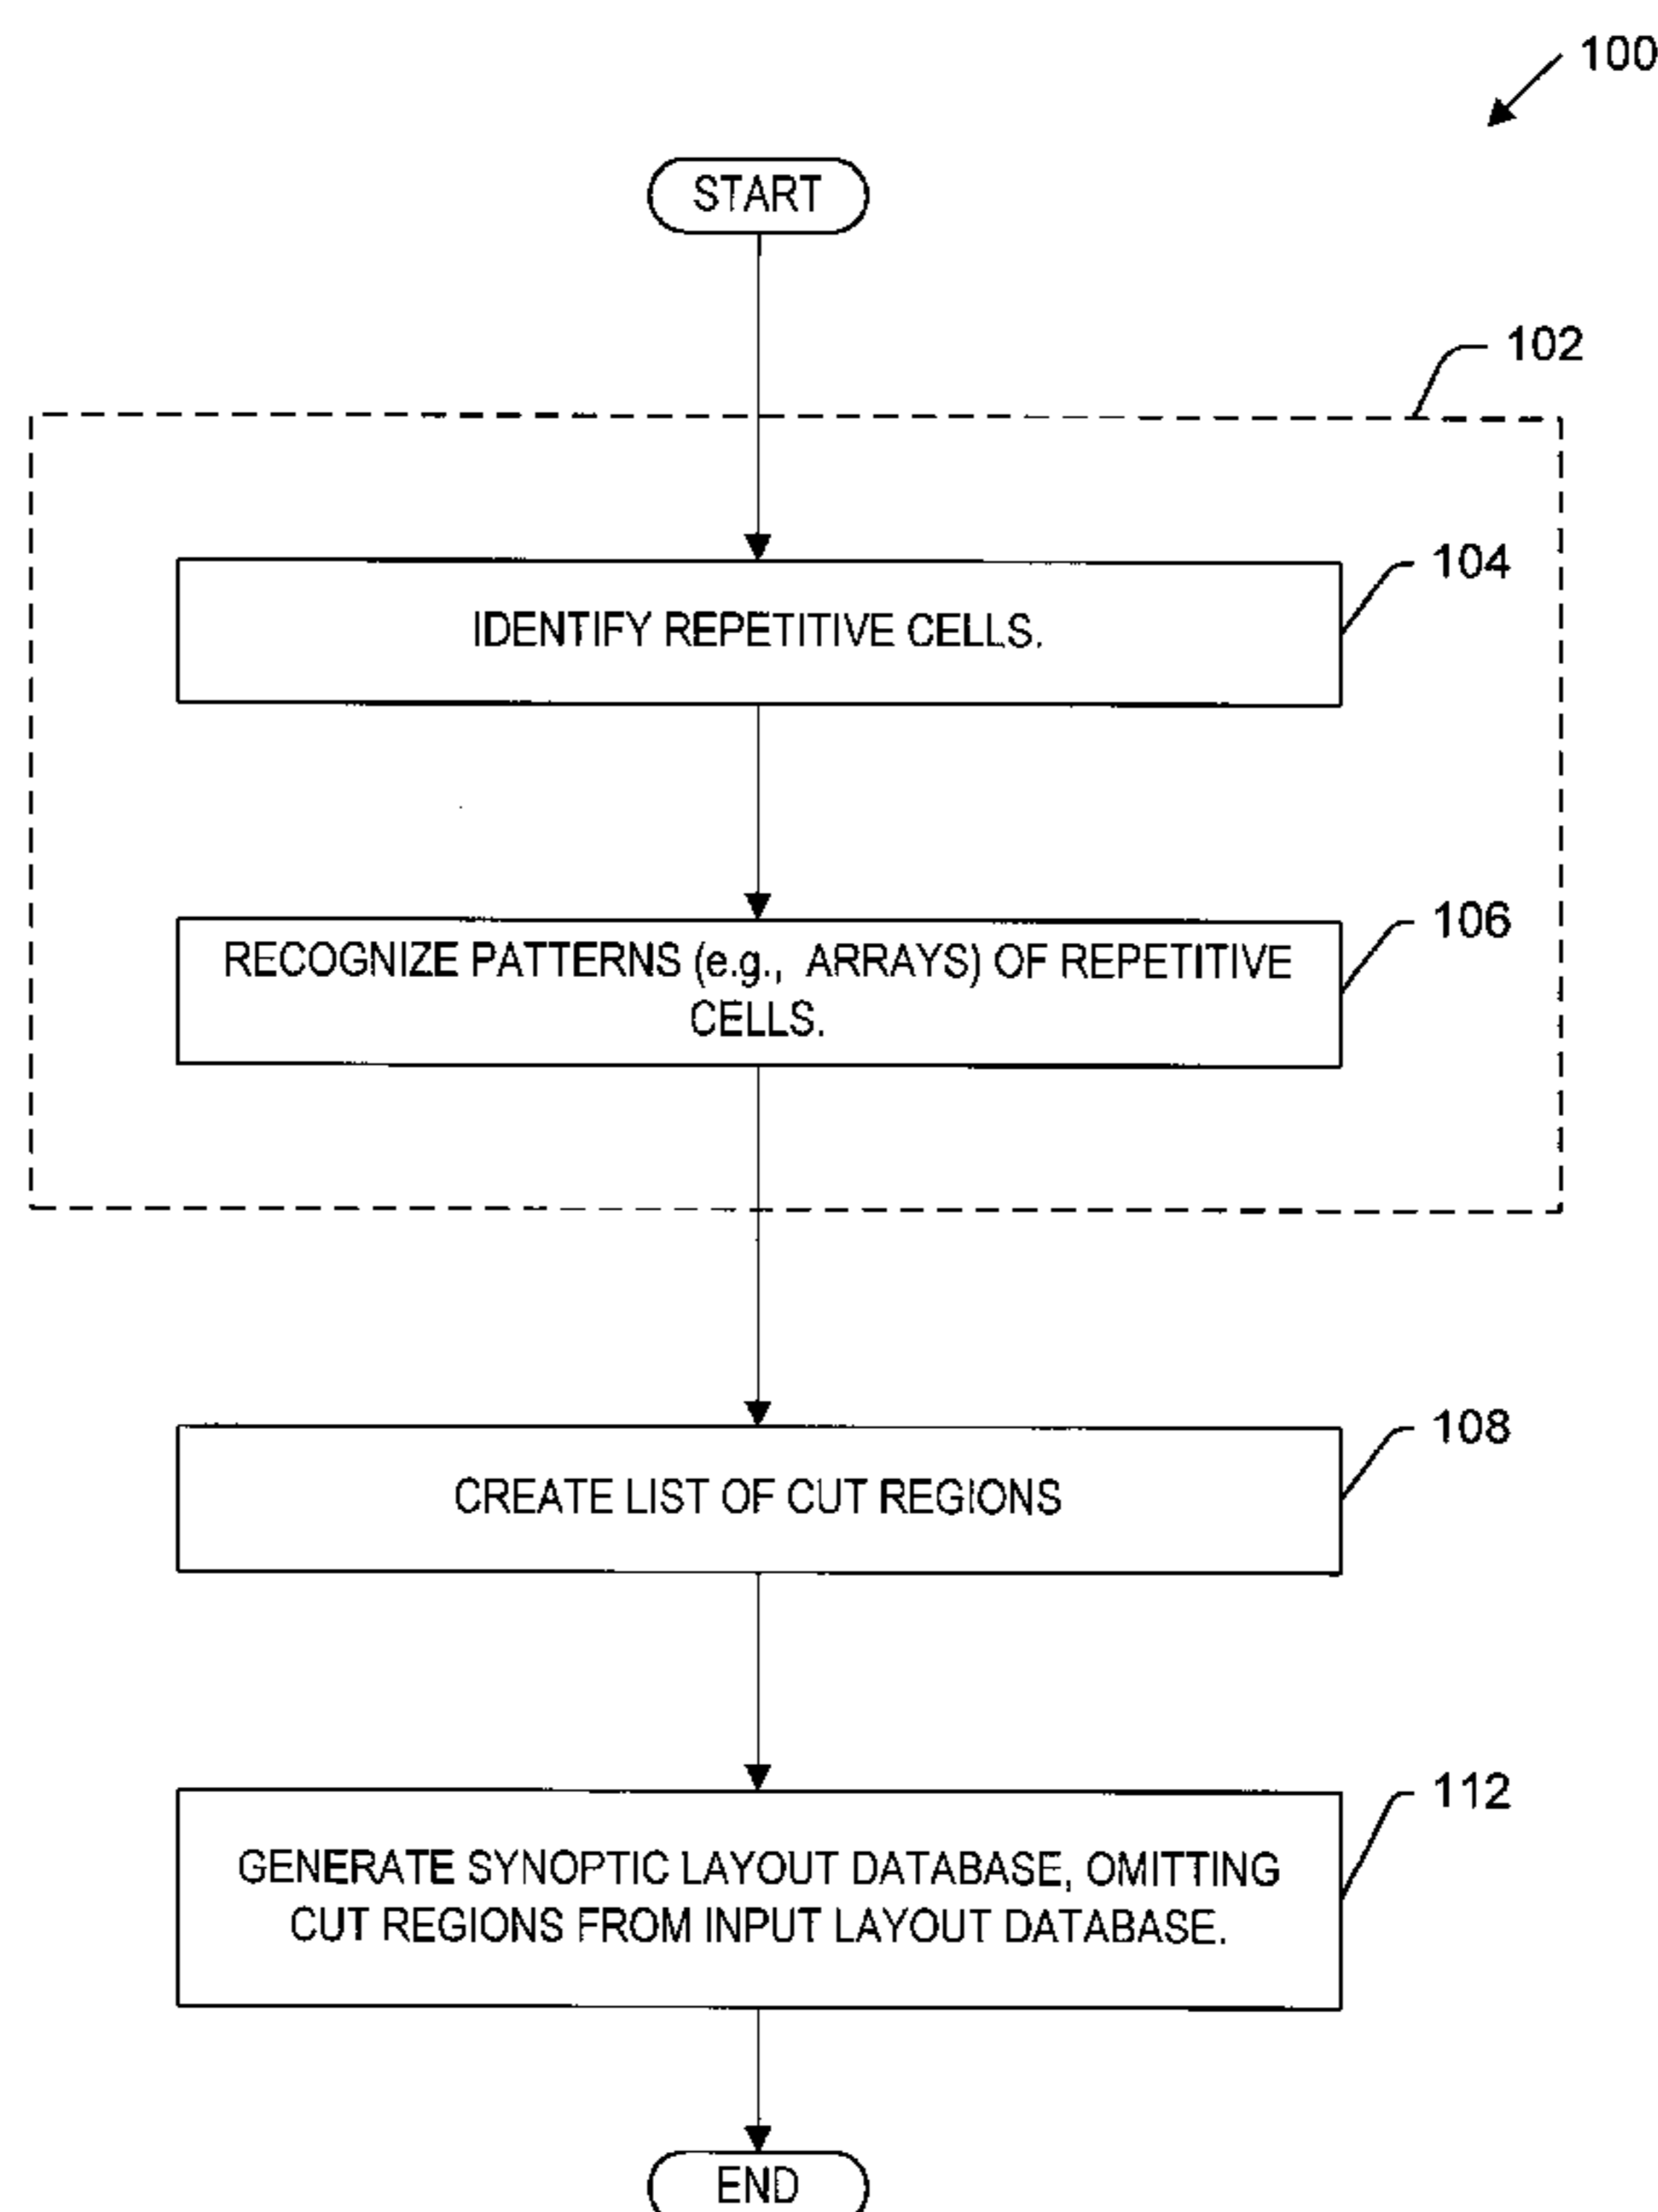 100
START
102
104
IDENTIFY REPETITIVE CELLS.
106
RECOGNIZE PATTERNS (e.g., ARRAYS) OF REPETITIVE
CELLS.
108
CREATE LIST OF CUT REGIONS
112
GENERATE SYNOPTIC LAYOUT DATABASE, OMITTING
CUT REGIONS FROM INPUT LAYOUT DATABASE.
END